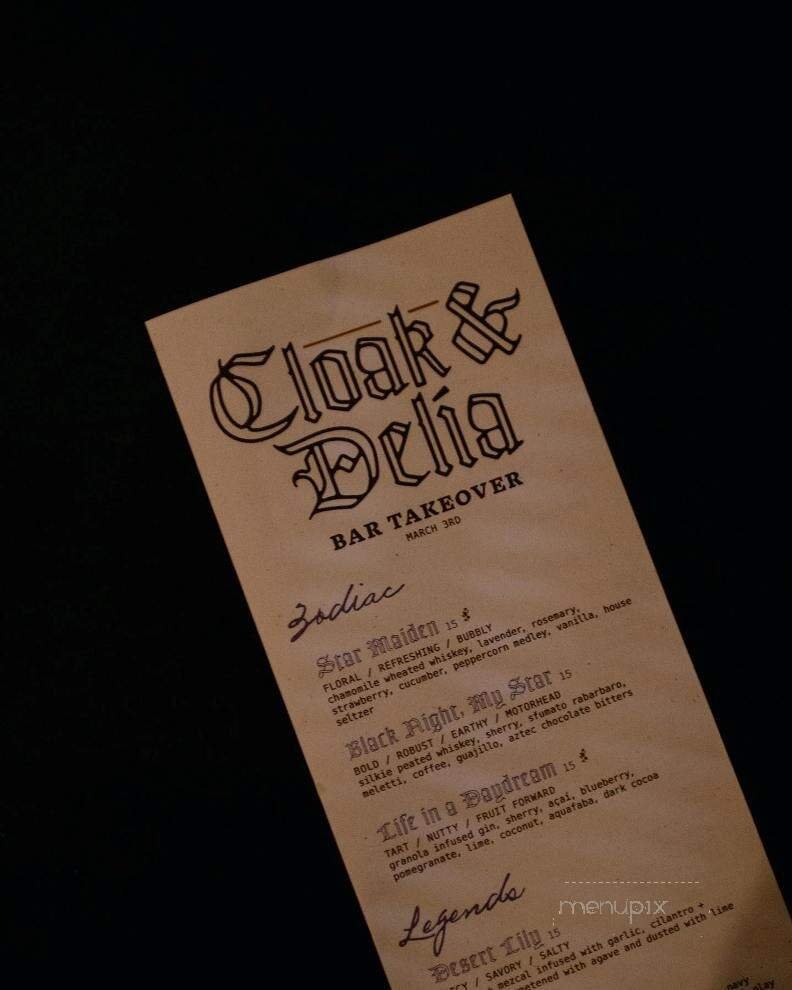 Cloak &
Delia
BAR TAKEOVER
MARCH 3RD
Zodiac
Star Maiden 15
FLORAL / REFRESHING / BUBBLY
chamomile wheated whiskey, lavender, rosemary,
strawberry, cucumber, peppercorn medley, vanilla, house
seltzer
Black Night, My Star 15
BOLD / ROBUST / EARTHY / MOTORHEAD
silkie peated whiskey, sherry, sfumato rabarbaro,
meletti, coffee, guajillo, aztec chocolate bitters
Life in a Daydream 15
TART / NUTTY / FRUIT FORWARD
granola infused gin, sherry, açaí, blueberry,
pomegranate, lime, coconut, aquafaba, dark cocoa
Legends
Desert Lily 15
/ SAVORY / SALTY
mezcal infused with garlic, cilantro +
agave and dusted with lime
navy
menupix